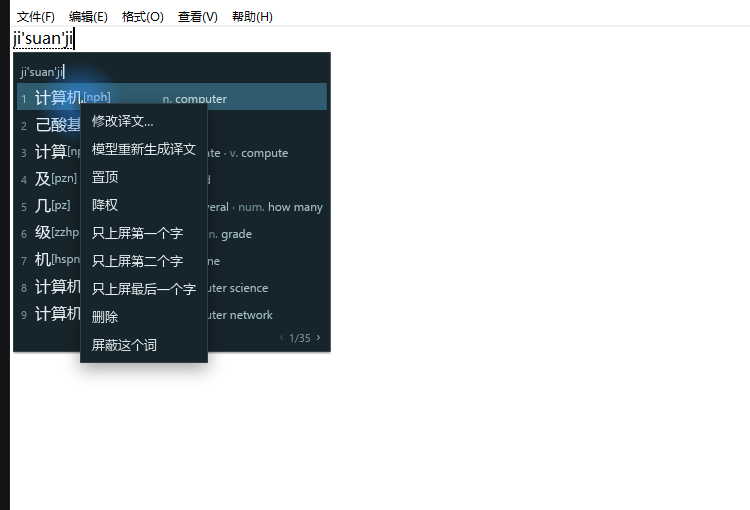 文件(F) 编辑(E) 格式(O) 查看(V) 帮助(H)
ji'suan'ji
ji'suan'ji
1 计算机[nph] n. computer
2 己酸基
3 计算[np ate · v. compute
4 及[pzn]
5 几[pz] veral · num. how many
6 级[zzhp n. grade
7 机[hspn ne
8 计算机 uter science
9 计算机 uter network
1/35
修改译文...
模型重新生成译文
置顶
降权
只上屏第一个字
只上屏第二个字
只上屏最后一个字
删除
屏蔽这个词